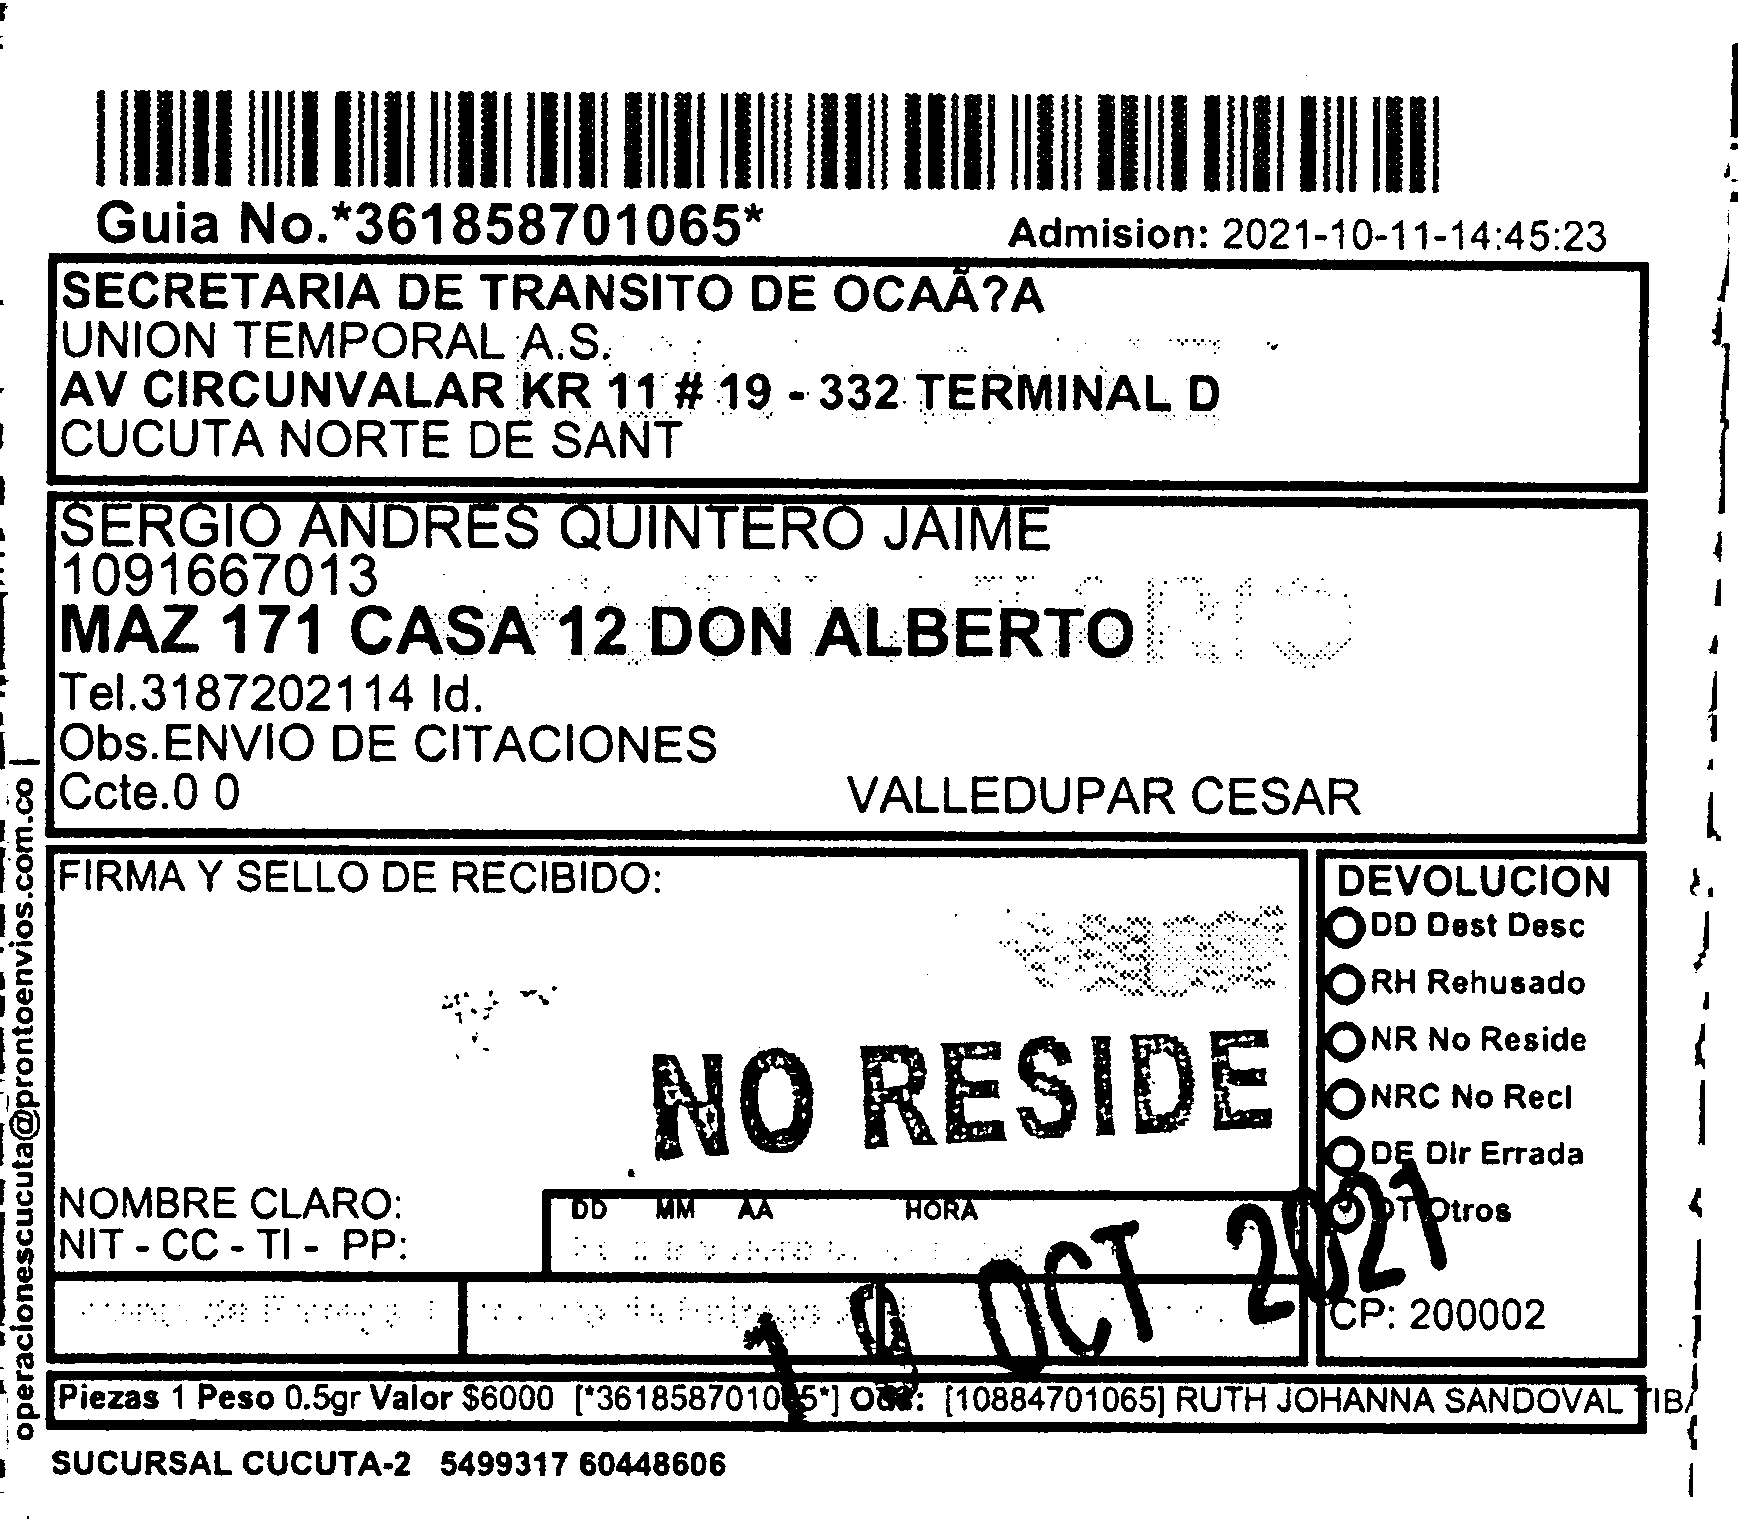 Guia No.*361858701065*
Admision: 2021-10-11-14:45:23
SECRETARIA DE TRANSITO DE OCAÃ?A
UNION TEMPORAL A.S.
AV CIRCUNVALAR KR 11 # 19 - 332 TERMINAL D
CUCUTA NORTE DE SANT
SERGIO ANDRES QUINTERO JAIME
1091667013
MAZ 171 CASA 12 DON ALBERTO
Tel.3187202114 Id.
Obs.ENVIO DE CITACIONES
Ccte.0 0
VALLEDUPAR CESAR
FIRMA Y SELLO DE RECIBIDO:
NO RESIDE
NOMBRE CLARO:
NIT - CC - TI - PP:
DD MM AA HORA
19 OCT 2021
DEVOLUCION
DD Dest Desc
RH Rehusado
NR No Reside
NRC No Recl
DE Dir Errada
OT Otros
CP: 200002
Piezas 1 Peso 0.5gr Valor $6000 [*361858701065*] [10884701065] RUTH JOHANNA SANDOVAL
SUCURSAL CUCUTA-2 5499317 60448606
operacionescucuta@prontoenvios.com.co |